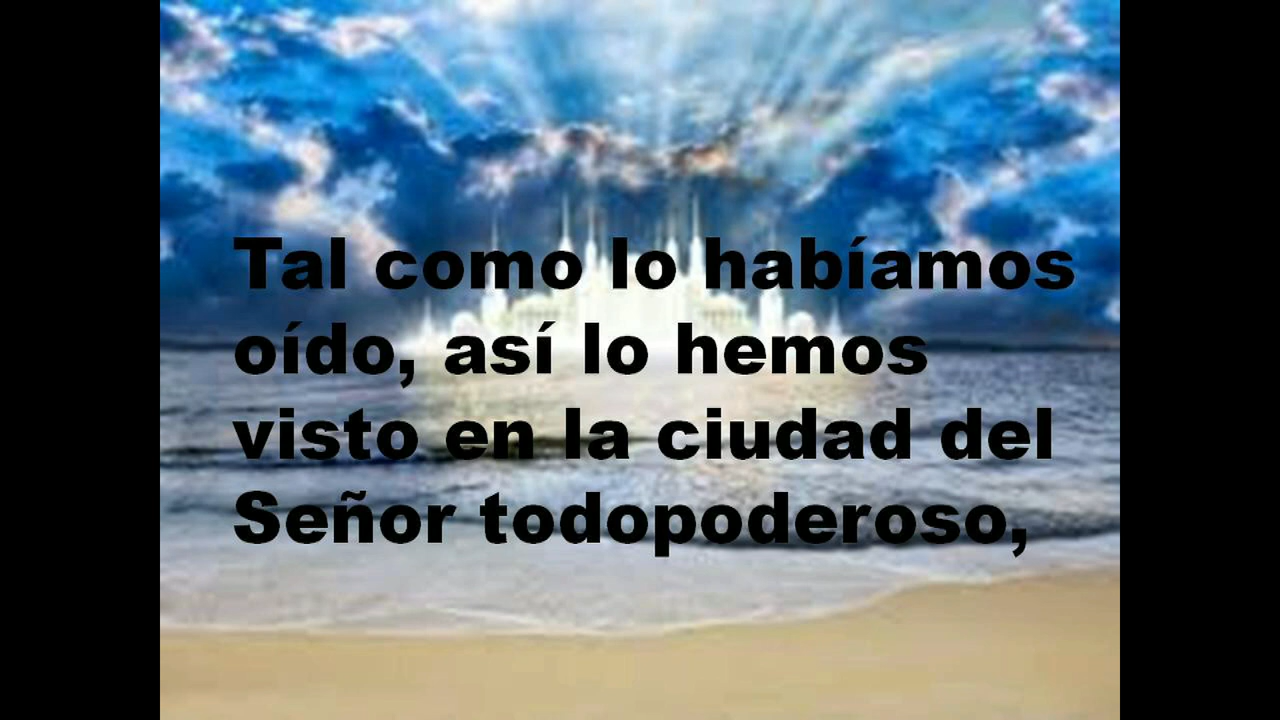 Tal como lo habíamos
oído, así lo hemos
visto en la ciudad del
Señor todopoderoso,